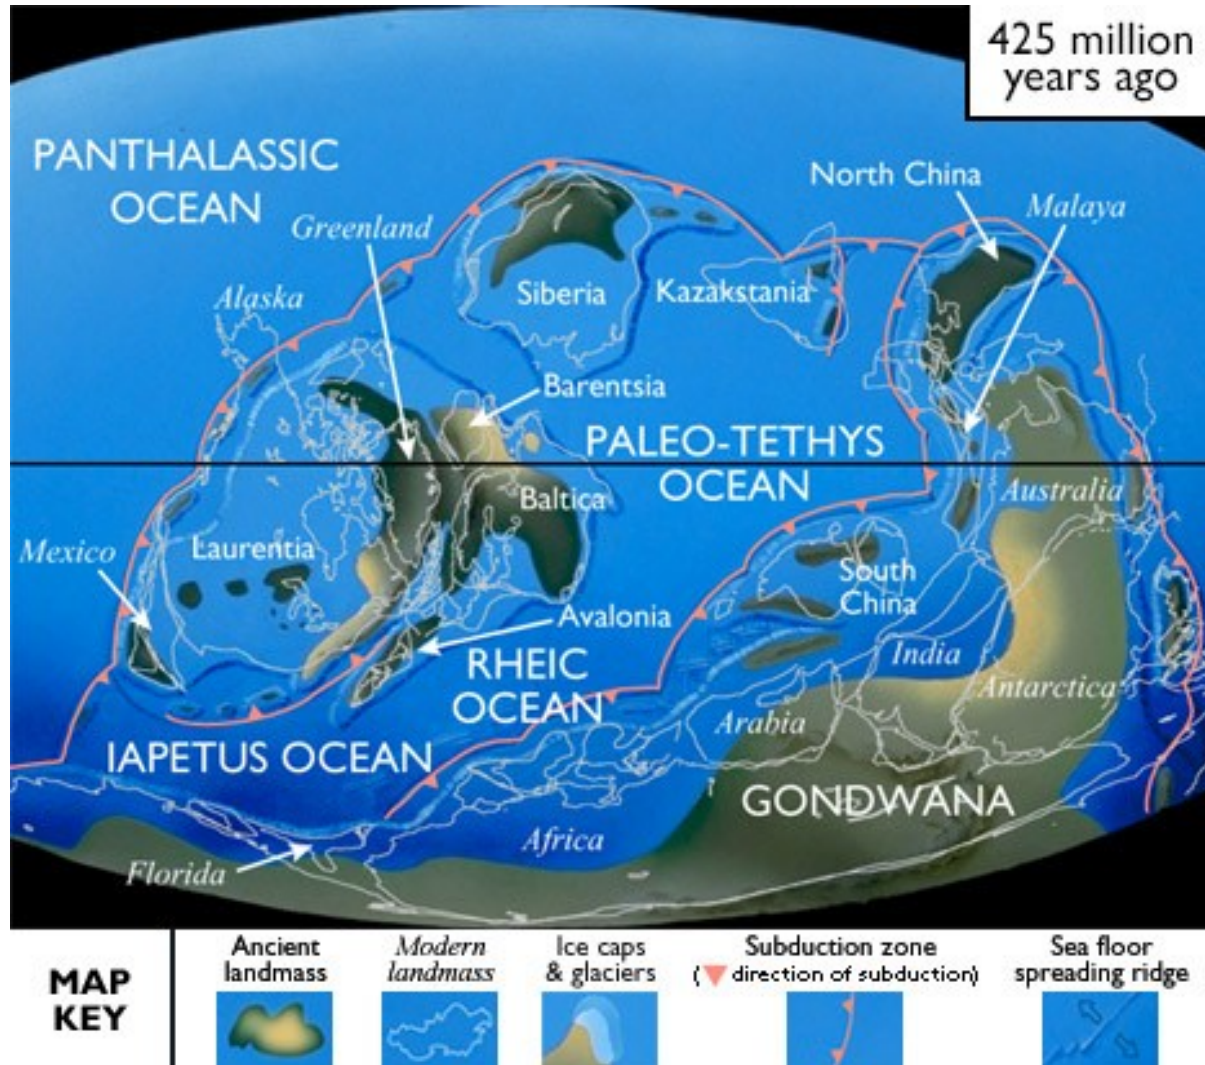 425 million
years ago
PANTHALASSIC
OCEAN
North China
Malaya
Greenland
Alaska
Siberia
Kazakstania
Barentsia
PALEO-TETHYS
OCEAN
Baltica
Australia
Mexico
Laurentia
South
China
Avalonia
RHEIC
OCEAN
India
Antarctica
Arabia
IAPETUS OCEAN
GONDWANA
Africa
Florida
MAP
KEY
Ancient
landmass
Modern
landmass
Ice caps
& glaciers
Subduction zone
( direction of subduction)
Sea floor
spreading ridge